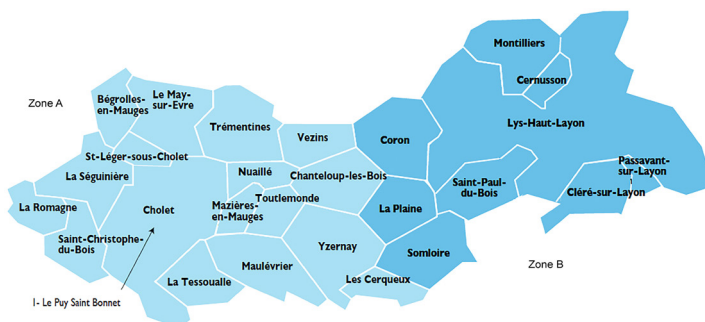 Montilliers
Cernusson
Zone A
Bégrolles-
en-Mauges
Le May-
sur-Evre
Trémentines
Vezins
Coron
Lys-Haut-Layon
St-Léger-sous-Cholet
La Séguinière
Nuaillé
Chanteloup-les-Bois
Saint-Paul-
du-Bois
Passavant-
sur-Layon
Cléré-sur-Layon
La Romagne
Cholet
Mazières-
en-Mauges
Toutlemonde
La Plaine
Saint-Christophe-
du-Bois
Yzernay
Somloire
Zone B
La Tessoualle
Maulévrier
Les Cerqueux
I- Le Puy Saint Bonnet